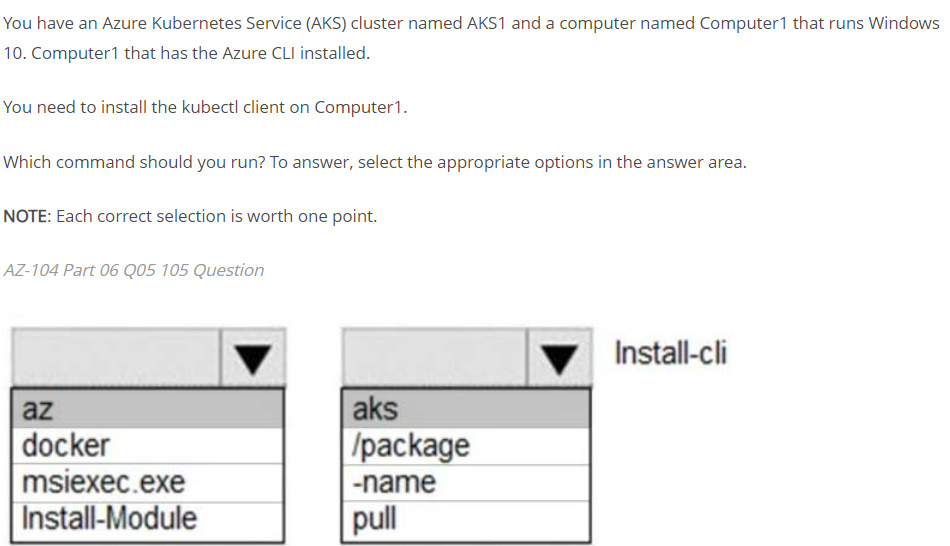 You have an Azure Kubernetes Service (AKS) cluster named AKS1 and a computer named Computer1 that runs Windows
10. Computer1 that has the Azure CLI installed.
You need to install the kubectl client on Computer1.
Which command should you run? To answer, select the appropriate options in the answer area.
NOTE: Each correct selection is worth one point.
AZ-104 Part 06 Q05 105 Question
Install-cli
az
docker
msiexec.exe
Install-Module
aks
/package
-name
pull